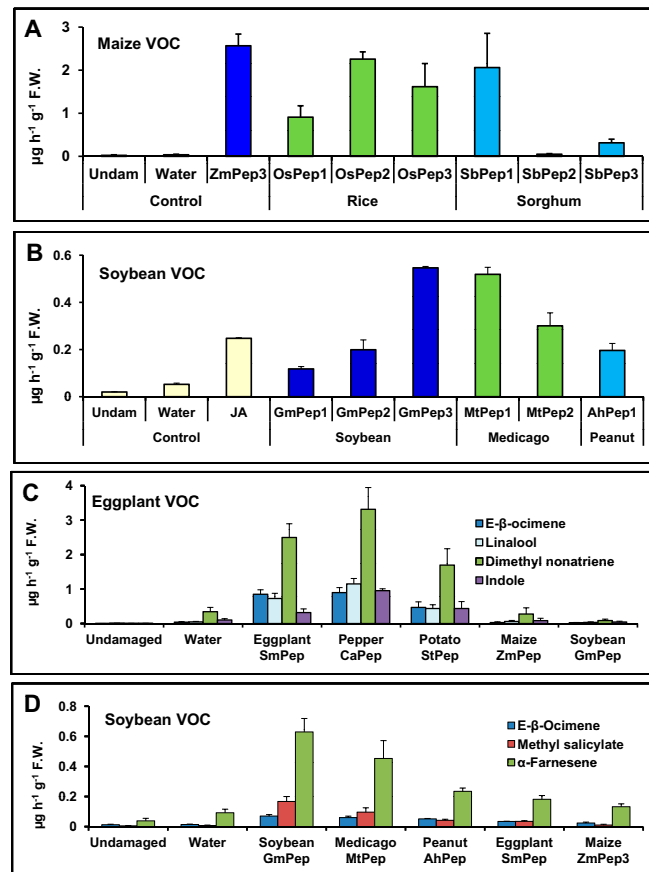 A
Maize VOC
µg h-1 g-1 F.W.
3
2
1
0
Undam Water ZmPep3 OsPep1 OsPep2 OsPep3 SbPep1 SbPep2 SbPep3
Control Rice Sorghum
B
Soybean VOC
µg h-1 g-1 F.W.
0.6
0.4
0.2
0
Undam Water JA GmPep1 GmPep2 GmPep3 MtPep1 MtPep2 AhPep1
Control Soybean Medicago Peanut
C
Eggplant VOC
µg h-1 g-1 F.W.
4
3
2
1
0
E-β-ocimene
Linalool
Dimethyl nonatriene
Indole
Undamaged Water Eggplant Pepper Potato Maize Soybean
SmPep CaPep StPep ZmPep GmPep
D
Soybean VOC
µg h-1 g-1 F.W.
0.8
0.6
0.4
0.2
0
E-β-Ocimene
Methyl salicylate
α-Farnesene
Undamaged Water Soybean Medicago Peanut Eggplant Maize
GmPep MtPep AhPep SmPep ZmPep3